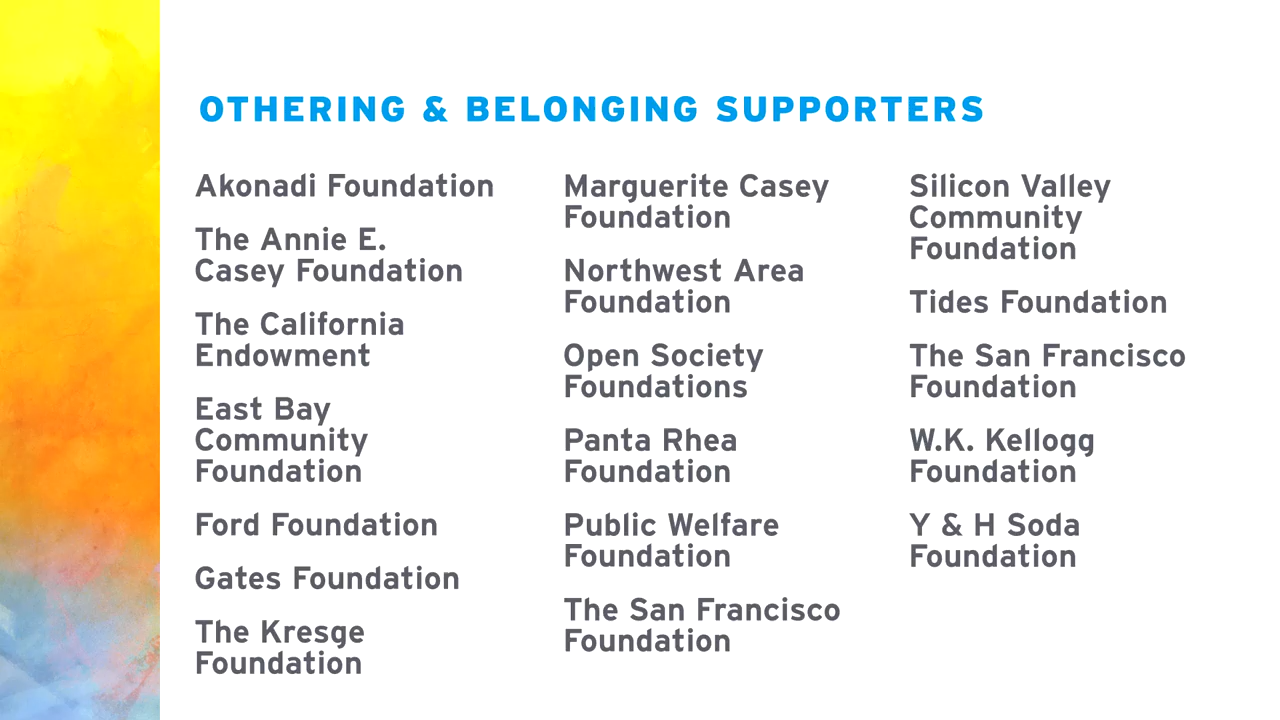 OTHERING & BELONGING SUPPORTERS
Akonadi Foundation
The Annie E.
Casey Foundation
The California
Endowment
East Bay
Community
Foundation
Ford Foundation
Gates Foundation
The Kresge
Foundation
Marguerite Casey
Foundation
Northwest Area
Foundation
Open Society
Foundations
Panta Rhea
Foundation
Public Welfare
Foundation
The San Francisco
Foundation
Silicon Valley
Community
Foundation
Tides Foundation
The San Francisco
Foundation
W.K. Kellogg
Foundation
Y & H Soda
Foundation